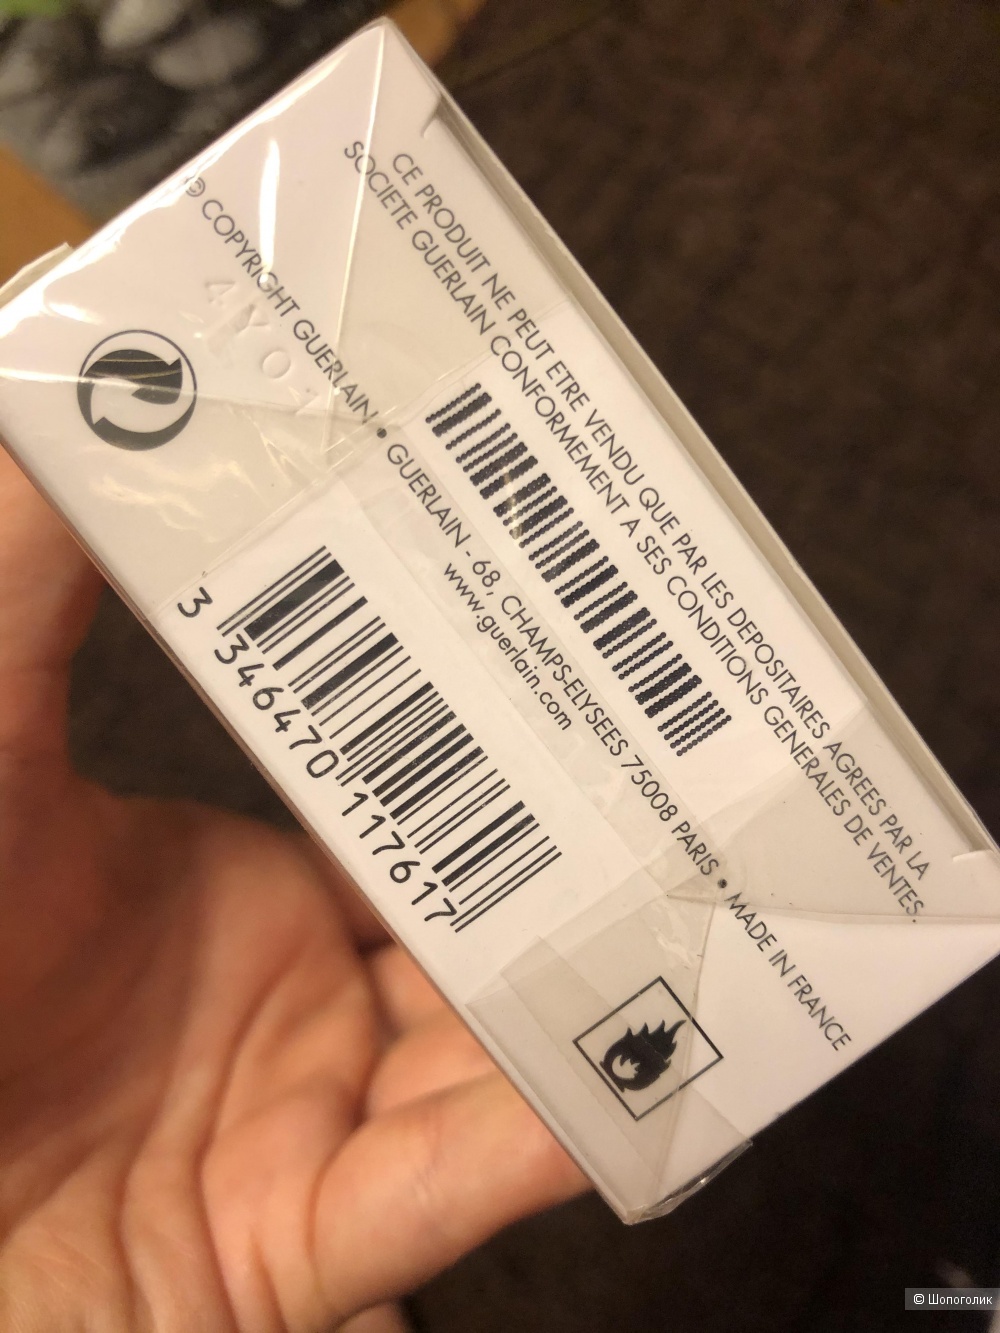 CE PRODUIT NE PEUT ETRE VENDU QUE PAR LES DEPOSITAIRES AGREES PAR LA
SOCIETE GUERLAIN CONFORMEMENT A SES CONDITIONS GENERALES DE VENTES.
© COPYRIGHT GUERLAIN • GUERLAIN - 68, CHAMPS-ELYSEES 75008 PARIS • MADE IN FRANCE
www.guerlain.com
4Y01
3 346470 117617
© Шопоголик